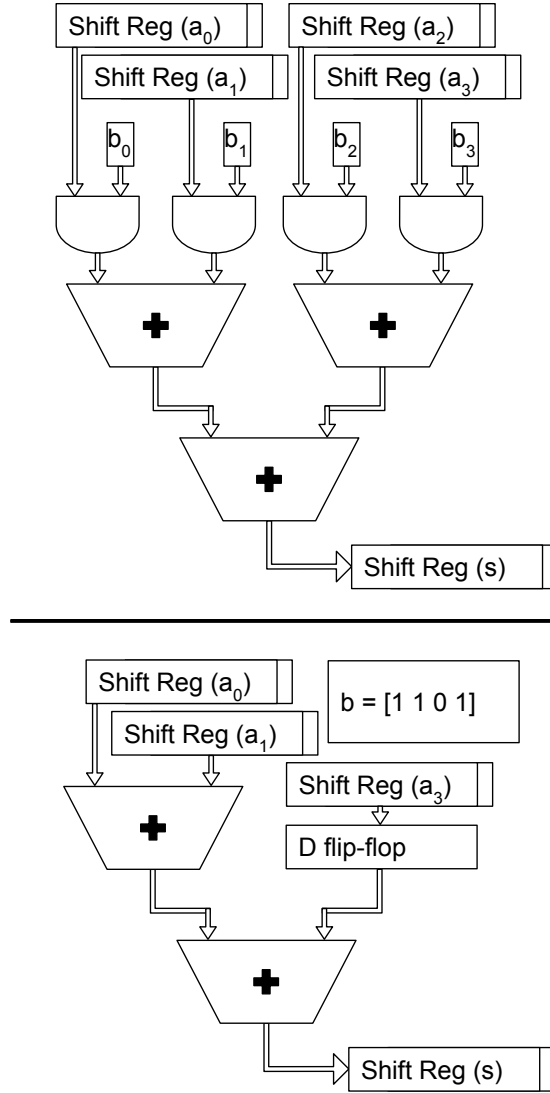 Shift Reg (a₀)
Shift Reg (a₂)
Shift Reg (a₁)
Shift Reg (a₃)
b₀
b₁
b₂
b₃
Shift Reg (s)
Shift Reg (a₀)
b = [1 1 0 1]
Shift Reg (a₁)
Shift Reg (a₃)
D flip-flop
Shift Reg (s)